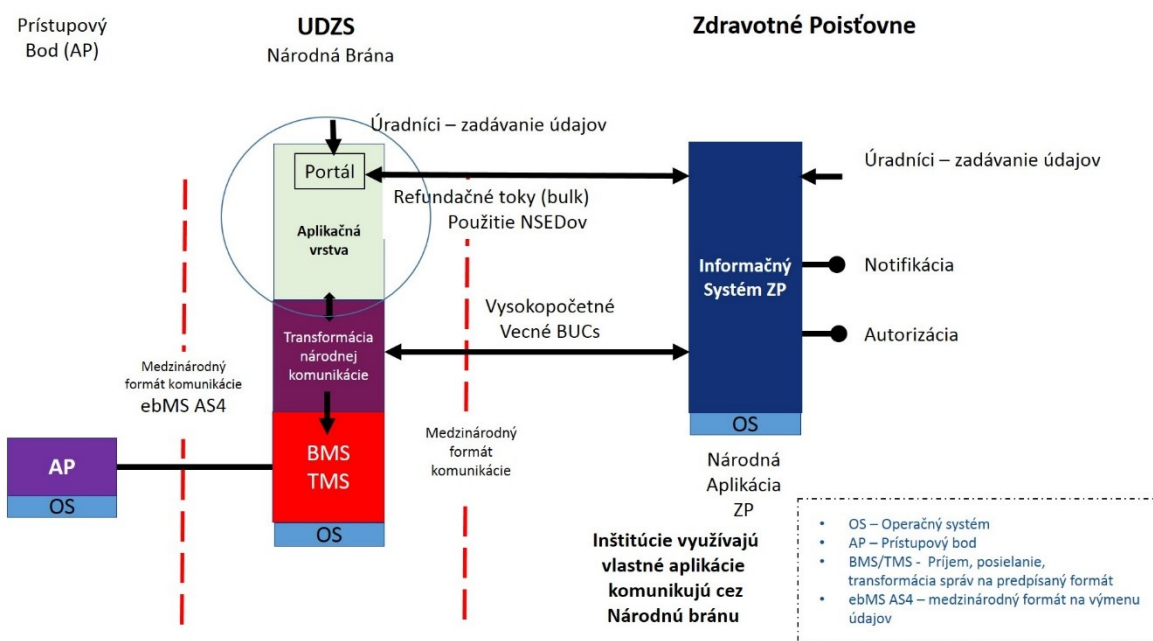 Prístupový
Bod (AP)
UDZS
Národná Brána
Zdravotné Poisťovne
Úradníci – zadávanie údajov
Portál
Refundačné toky (bulk)
Použitie NSEDov
Úradníci – zadávanie údajov
Aplikačná
vrstva
Informačný
Systém ZP
Notifikácia
Vysokopočetné
Vecné BUCs
Autorizácia
Transformácia
národnej
komunikácie
Medzinárodný
formát komunikácie
ebMS AS4
OS
Medzinárodný
formát
komunikácie
AP
OS
BMS
TMS
OS
Národná
Aplikácia
ZP
Inštitúcie využívajú
vlastné aplikácie
komunikujú cez
Národnú bránu
• OS – Operačný systém
• AP – Prístupový bod
• BMS/TMS - Príjem, posielanie,
transformácia správ na predpísaný formát
• ebMS AS4 – medzinárodný formát na výmenu
údajov